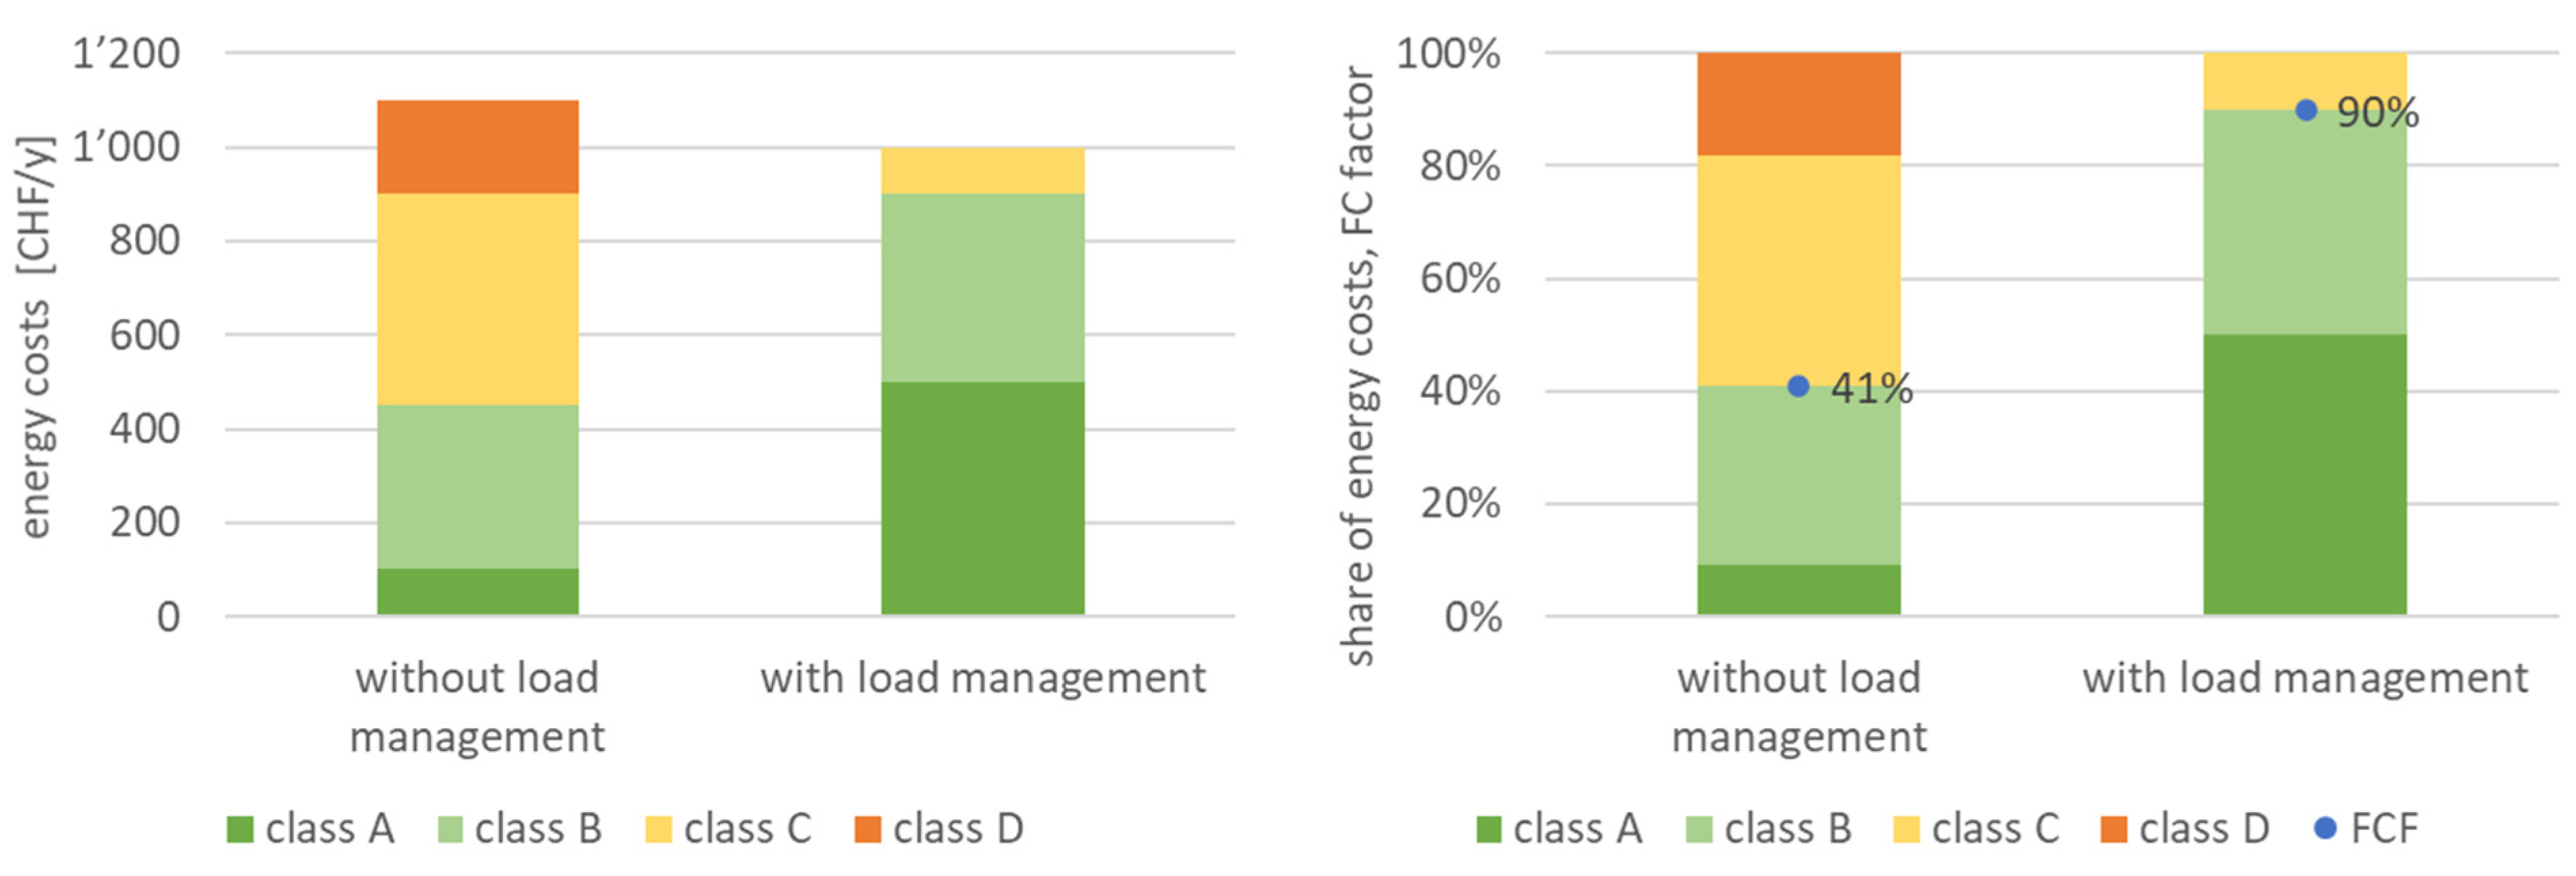 energy costs [CHF/y]
1’200
1’000
800
600
400
200
0
without load
management
with load management
class A
class B
class C
class D
share of energy costs, FC factor
100%
80%
60%
40%
20%
0%
41%
90%
without load
management
with load management
class A
class B
class C
class D
FCF